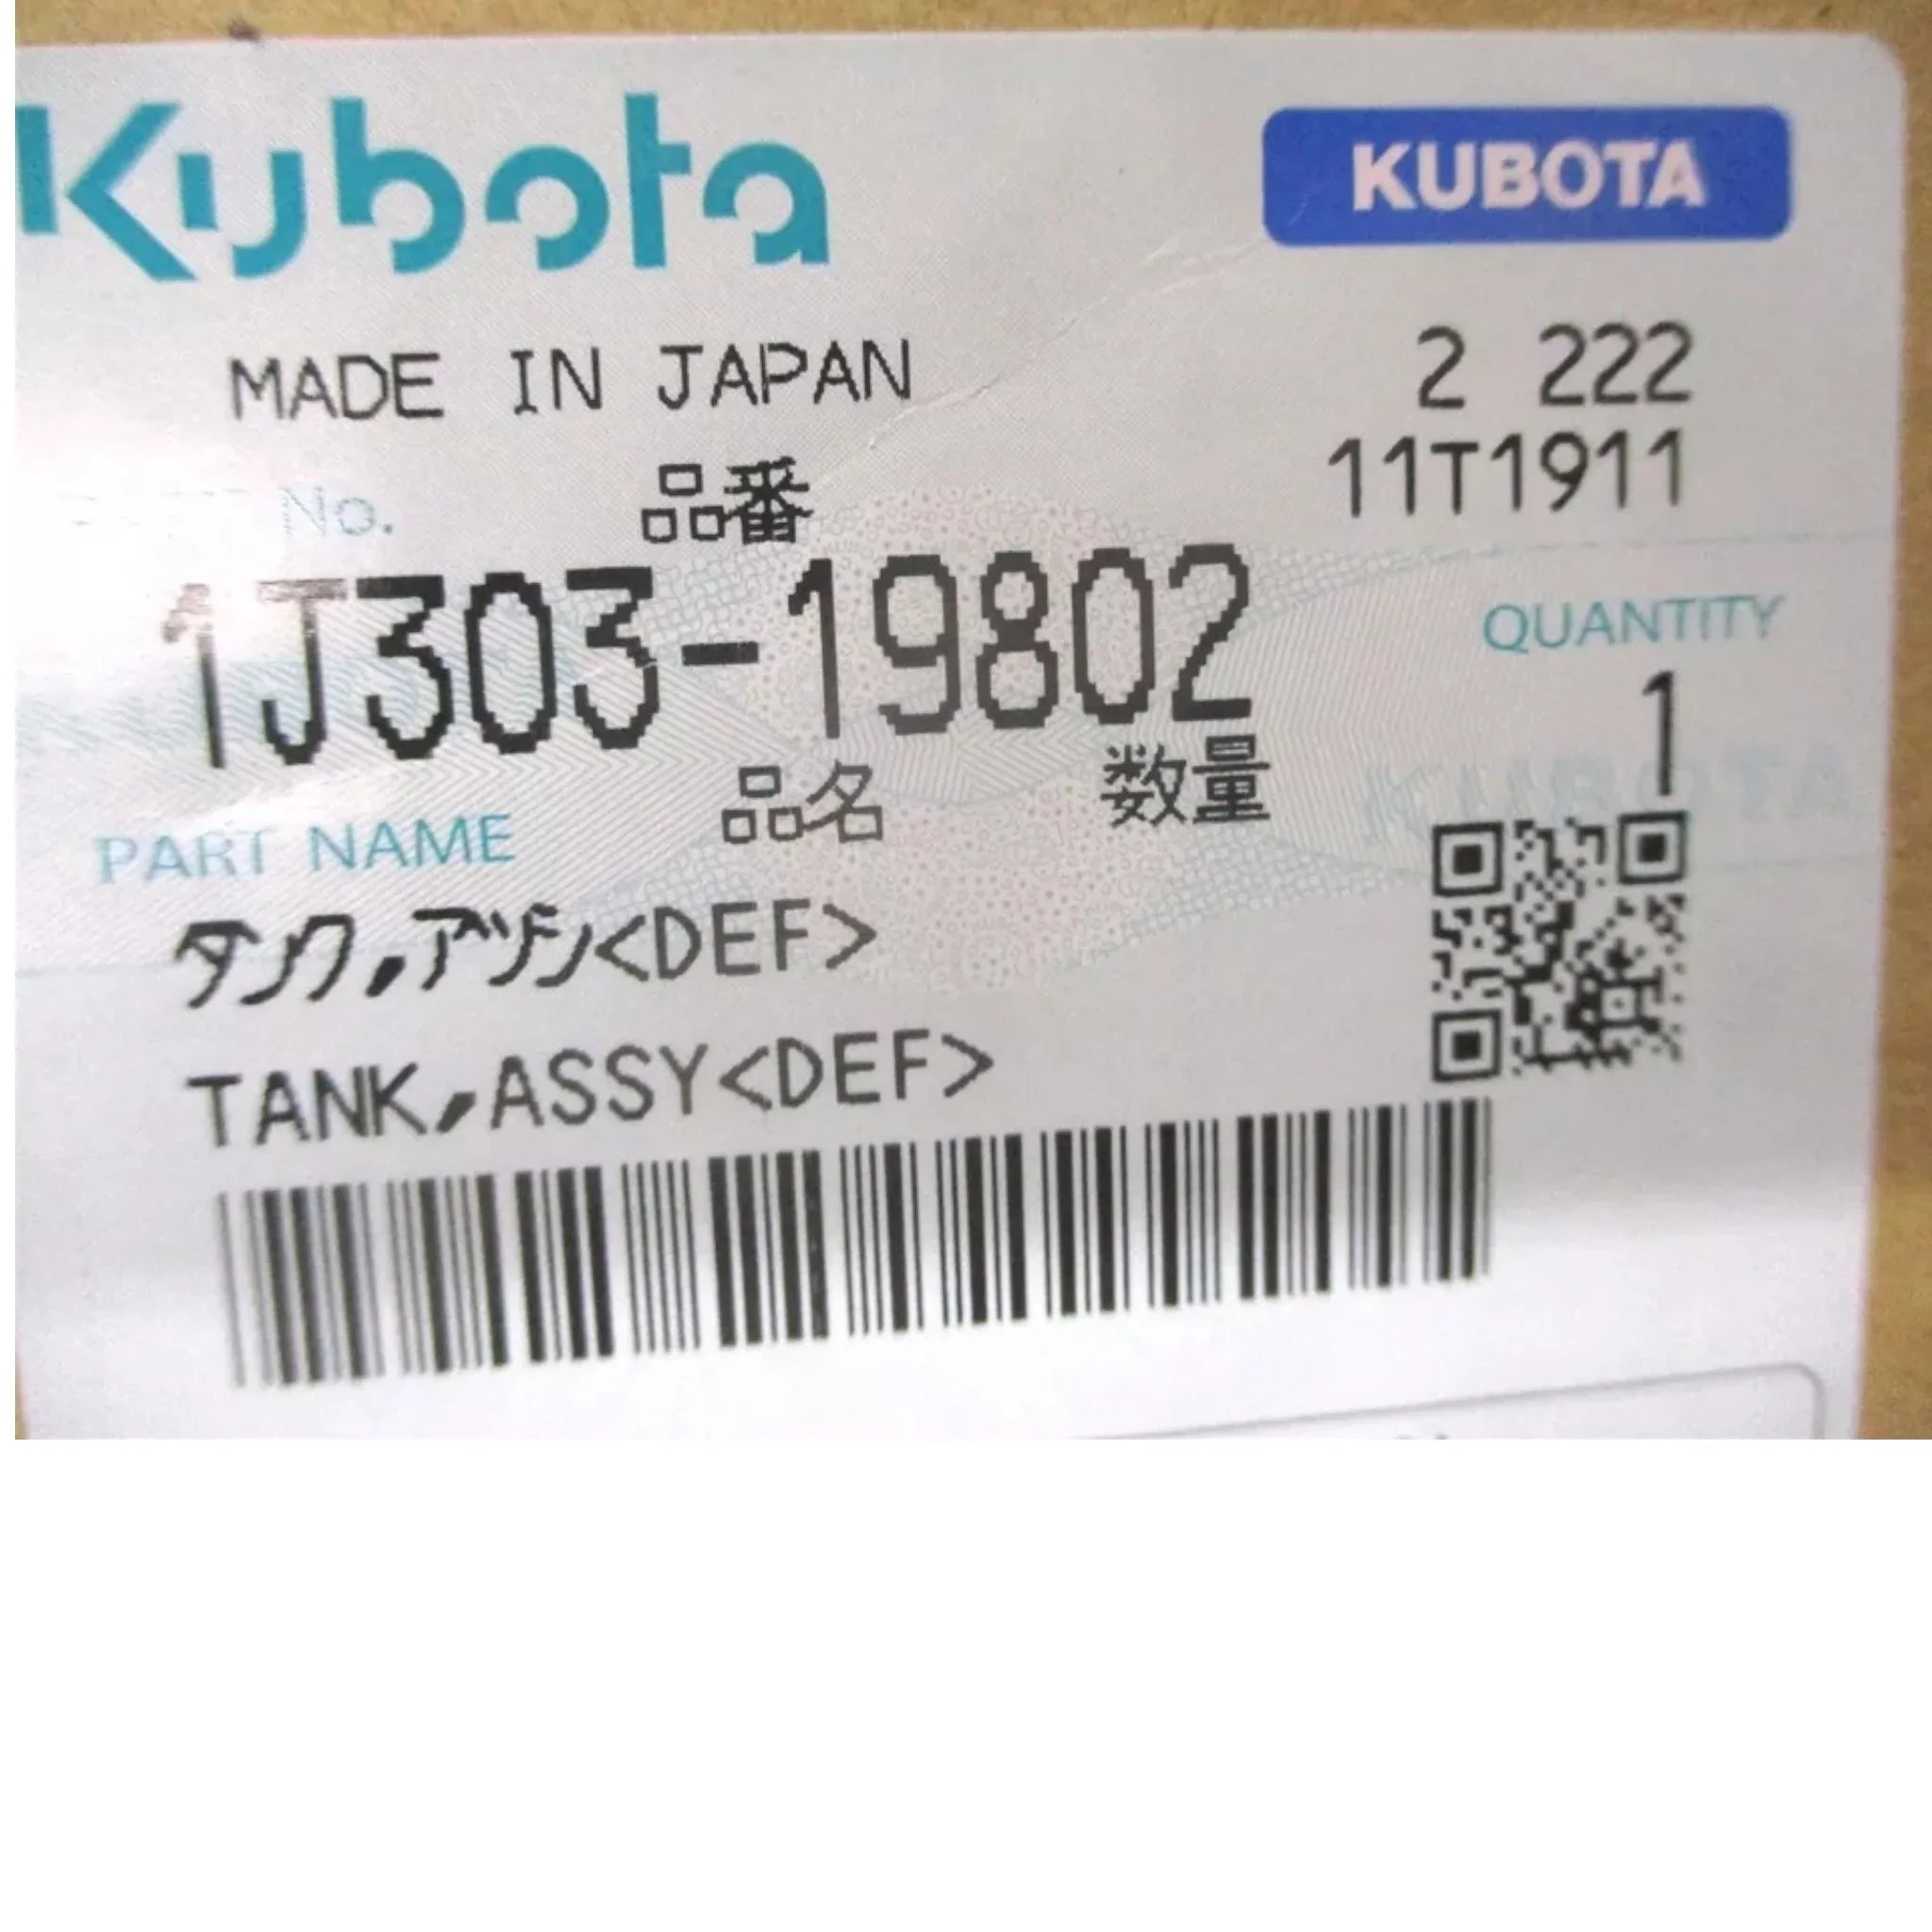 Kubota
KUBOTA
MADE IN JAPAN
2 222
11T1911
No.
品番
1J303-19802
QUANTITY
1
品名
数量
PART NAME
タンク,アッシ<DEF>
TANK,ASSY<DEF>